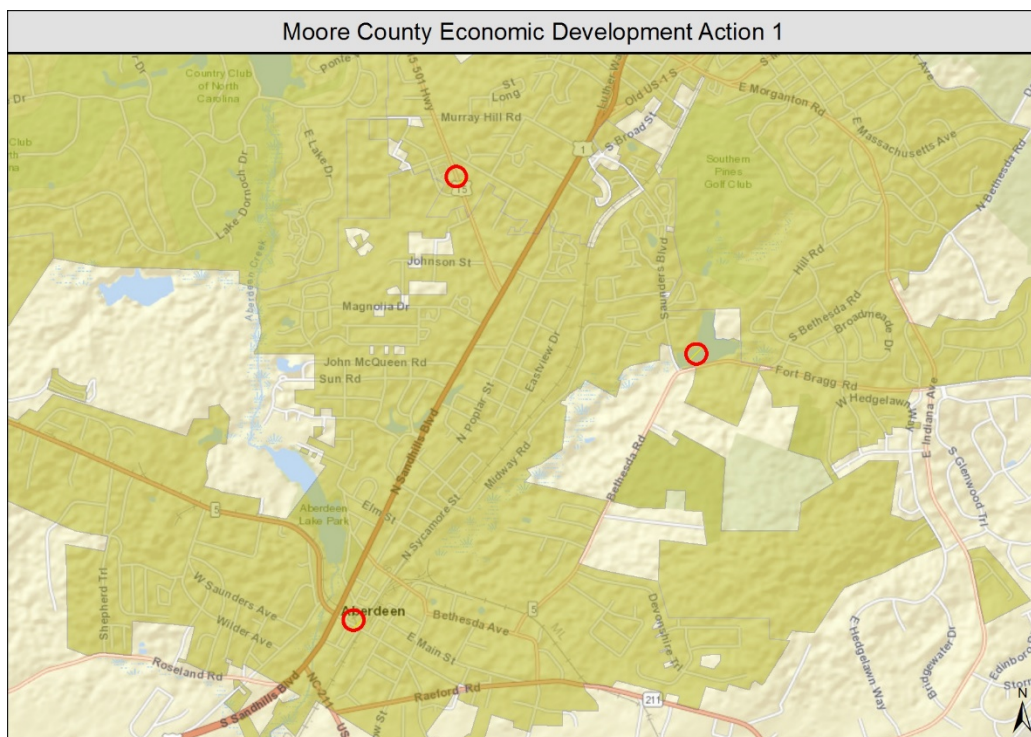 Moore County Economic Development Action 1
Country Club
of North
Carolina
E Lake Dr
Lake Dornoch Dr
Aberdeen Creek
Long
St
Murray Hill Rd
15
Johnson St
Magnolia Dr
John McQueen Rd
Sun Rd
N Poplar St
Eastview Dr
N Sandhills Blvd
Midway Rd
Elm St
N Sycamore St
5
Aberdeen
Lake Park
Shepherd Trl
W Saunders Ave
Wilder Ave
Aberdeen
Bethesda Ave
E Main St
Roseland Rd
S Sandhills Blvd
NC-211
Raeford Rd
211
5
Devonshire Trl
1
Old US-1 S
S Broad St
E Morganton Rd
E Massachusetts Ave
N Bethesda Rd
Southern
Pines
Golf Club
Saunders Blvd
Hill Rd
S Bethesda Rd
Broadmeade Dr
Fort Bragg Rd
W Hedgelawn
Way
E Indiana Ave
Bethesda Rd
S Glenwood Trl
E Hedgelawn Way
Bridgewater Dr
N